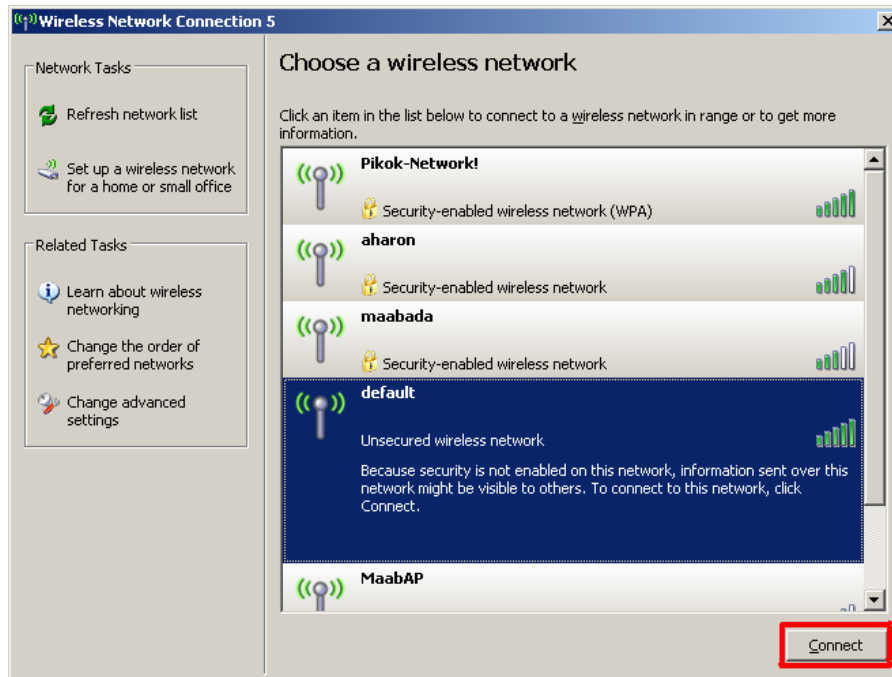 Wireless Network Connection 5
Network Tasks
Refresh network list
Set up a wireless network
for a home or small office
Related Tasks
Learn about wireless
networking
Change the order of
preferred networks
Change advanced
settings
Choose a wireless network
Click an item in the list below to connect to a wireless network in range or to get more
information.
Pikok-Network!
Security-enabled wireless network (WPA)
aharon
Security-enabled wireless network
maabada
Security-enabled wireless network
default
Unsecured wireless network
Because security is not enabled on this network, information sent over this
network might be visible to others. To connect to this network, click
Connect.
MaabAP
Connect